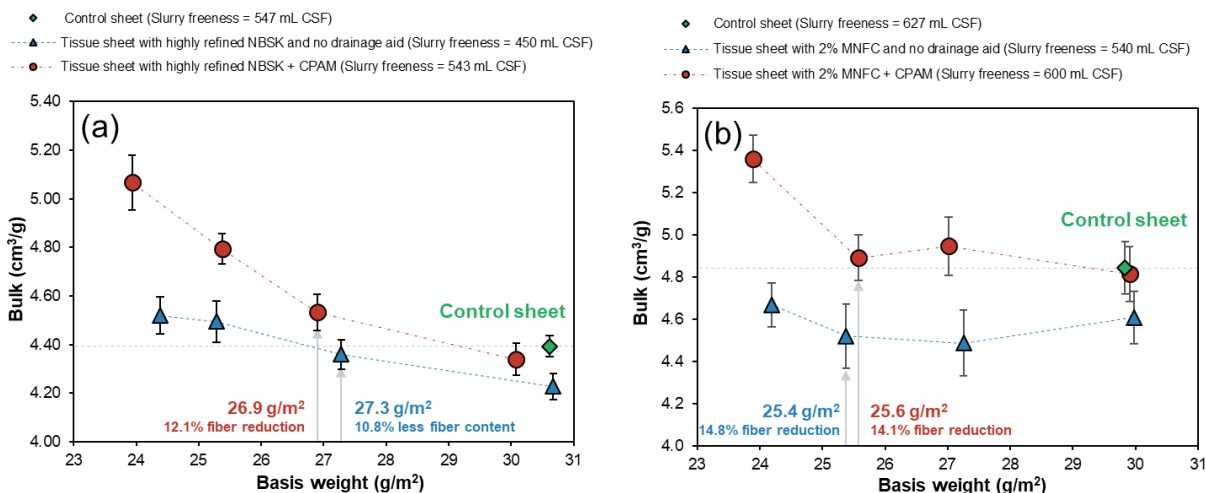 Control sheet (Slurry freeness = 547 mL CSF)
Tissue sheet with highly refined NBSK and no drainage aid (Slurry freeness = 450 mL CSF)
Tissue sheet with highly refined NBSK + CPAM (Slurry freeness = 543 mL CSF)
(a)
Bulk (cm³/g)
5.40
5.20
5.00
4.80
4.60
4.40
4.20
4.00
Control sheet
26.9 g/m²
12.1% fiber reduction
27.3 g/m²
10.8% less fiber content
23 24 25 26 27 28 29 30 31
Basis weight (g/m²)
Control sheet (Slurry freeness = 627 mL CSF)
Tissue sheet with 2% MNFC and no drainage aid (Slurry freeness = 540 mL CSF)
Tissue sheet with 2% MNFC + CPAM (Slurry freeness = 600 mL CSF)
(b)
Bulk (cm³/g)
5.6
5.4
5.2
5.0
4.8
4.6
4.4
4.2
4.0
Control sheet
25.4 g/m²
14.8% fiber reduction
25.6 g/m²
14.1% fiber reduction
23 24 25 26 27 28 29 30 31
Basis weight (g/m²)